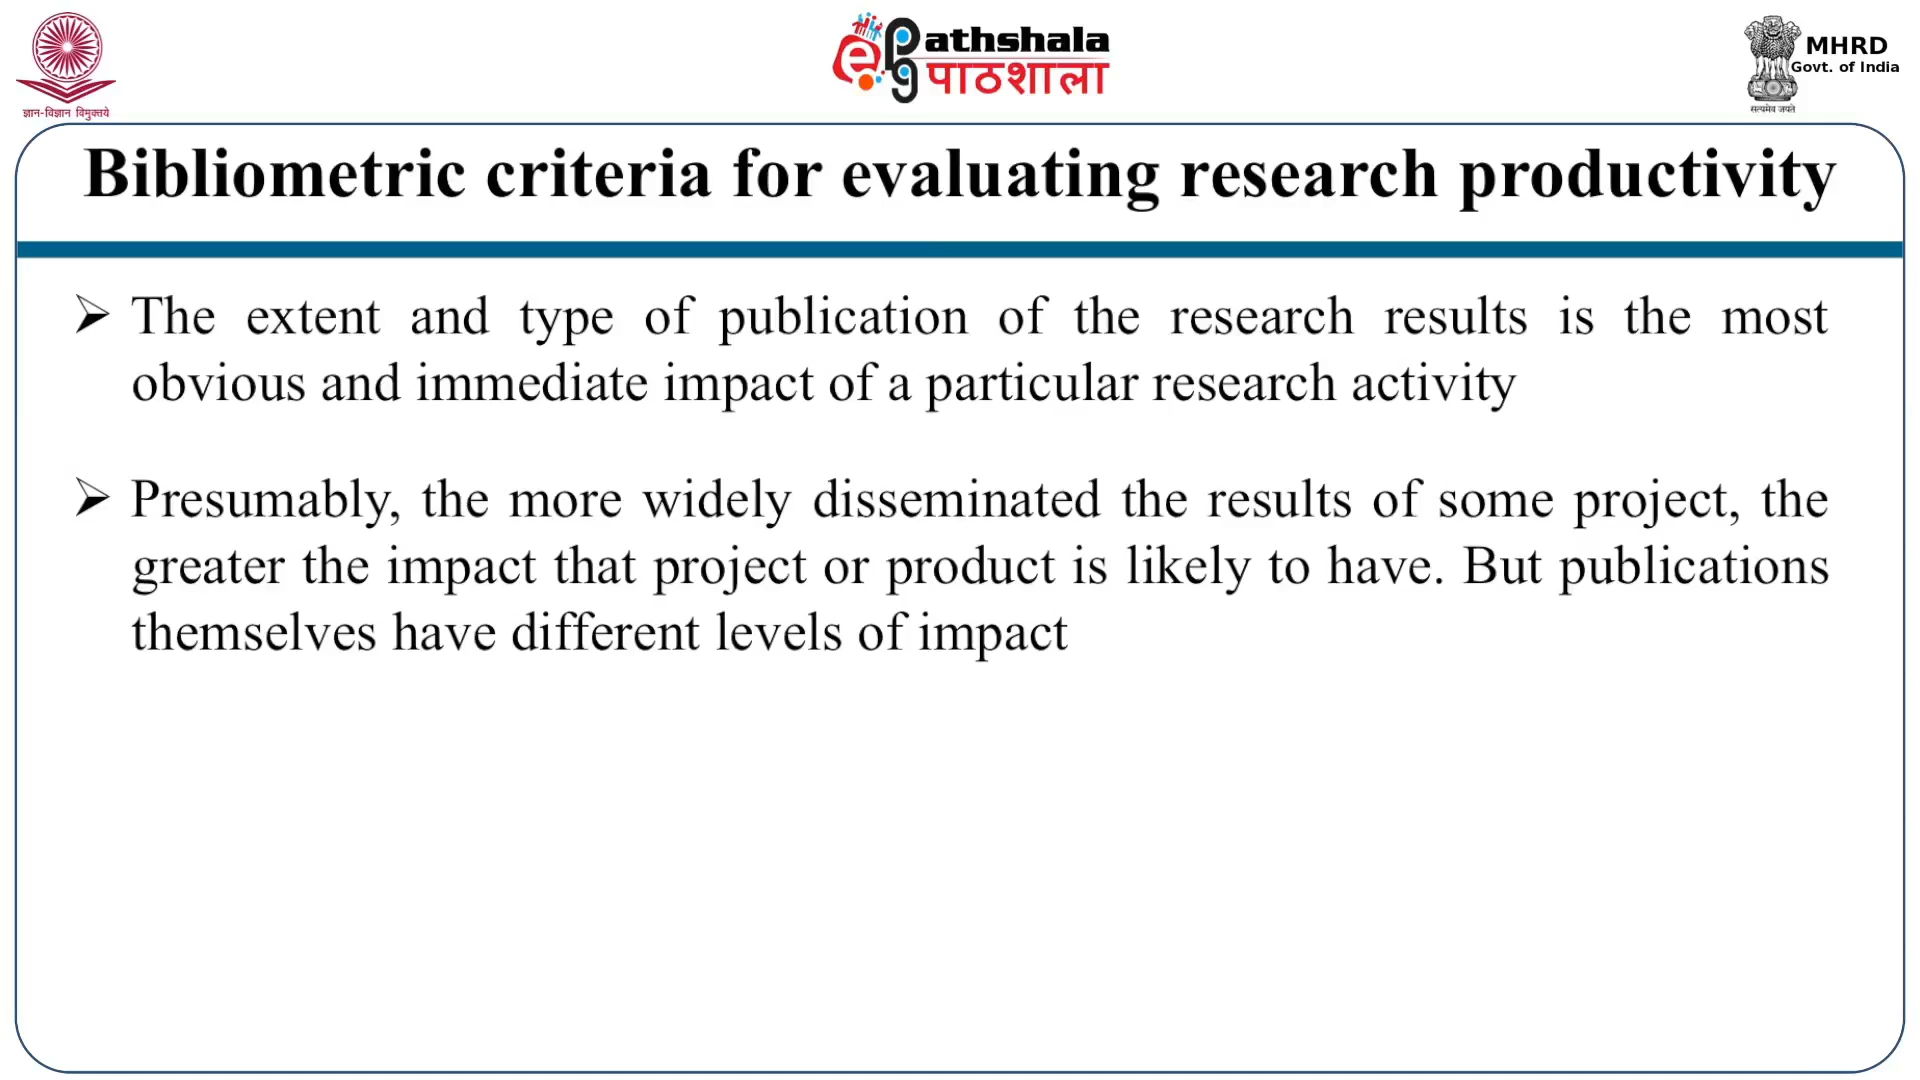 ज्ञान-विज्ञान विमुक्तये
ePathshala
पाठशाला
MHRD
Govt. of India
सत्यमेव जयते
Bibliometric criteria for evaluating research productivity
The extent and type of publication of the research results is the most
obvious and immediate impact of a particular research activity
Presumably, the more widely disseminated the results of some project, the
greater the impact that project or product is likely to have. But publications
themselves have different levels of impact